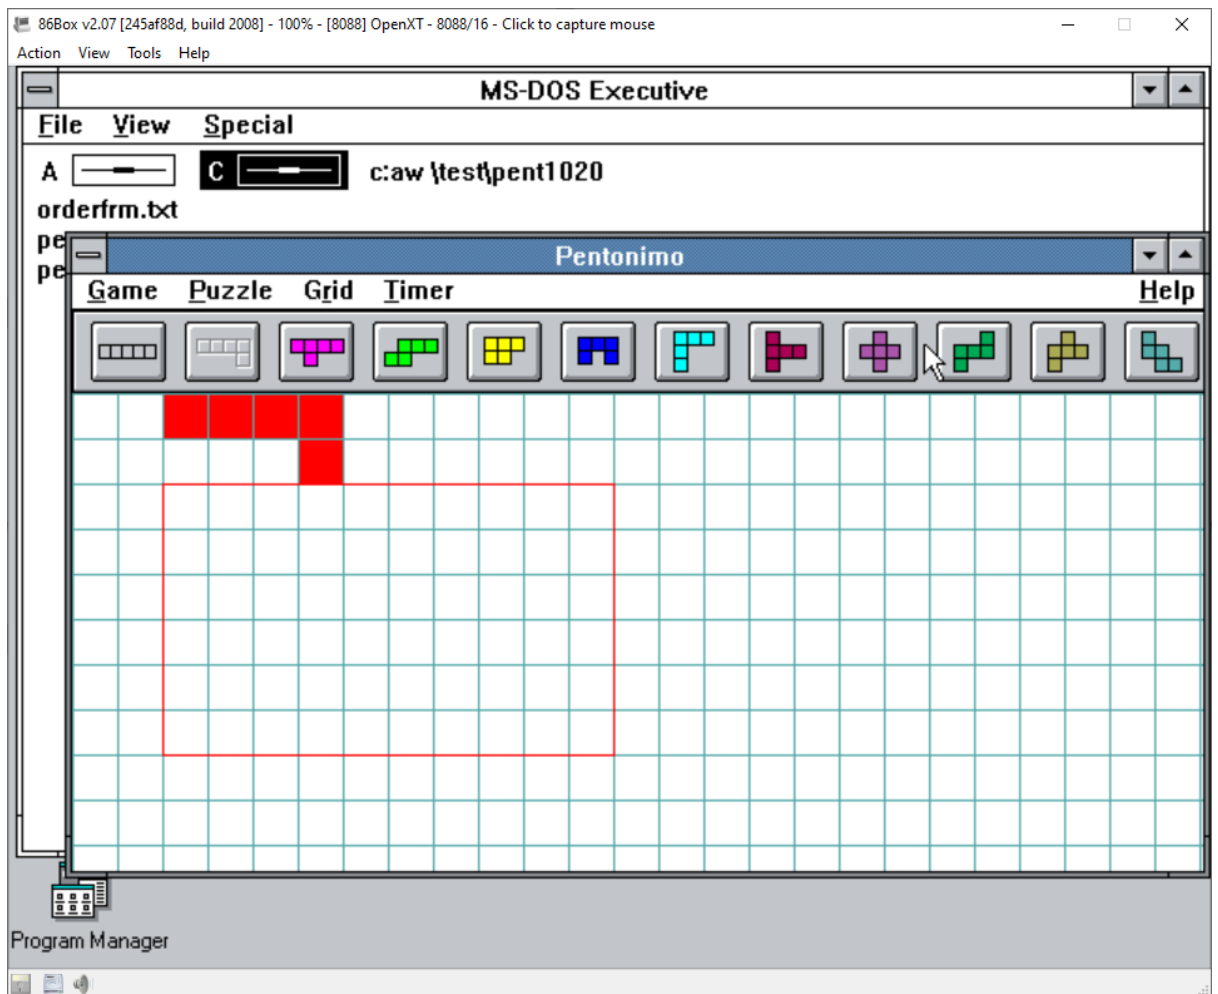 86Box v2.07 [245af88d, build 2008] - 100% - [8088] OpenXT - 8088/16 - Click to capture mouse
Action View Tools Help
MS-DOS Executive
File View Special
A C c:aw \test\pent1020
orderfrm.txt
pe
pe
Pentonimo
Game Puzzle Grid Timer Help
Program Manager